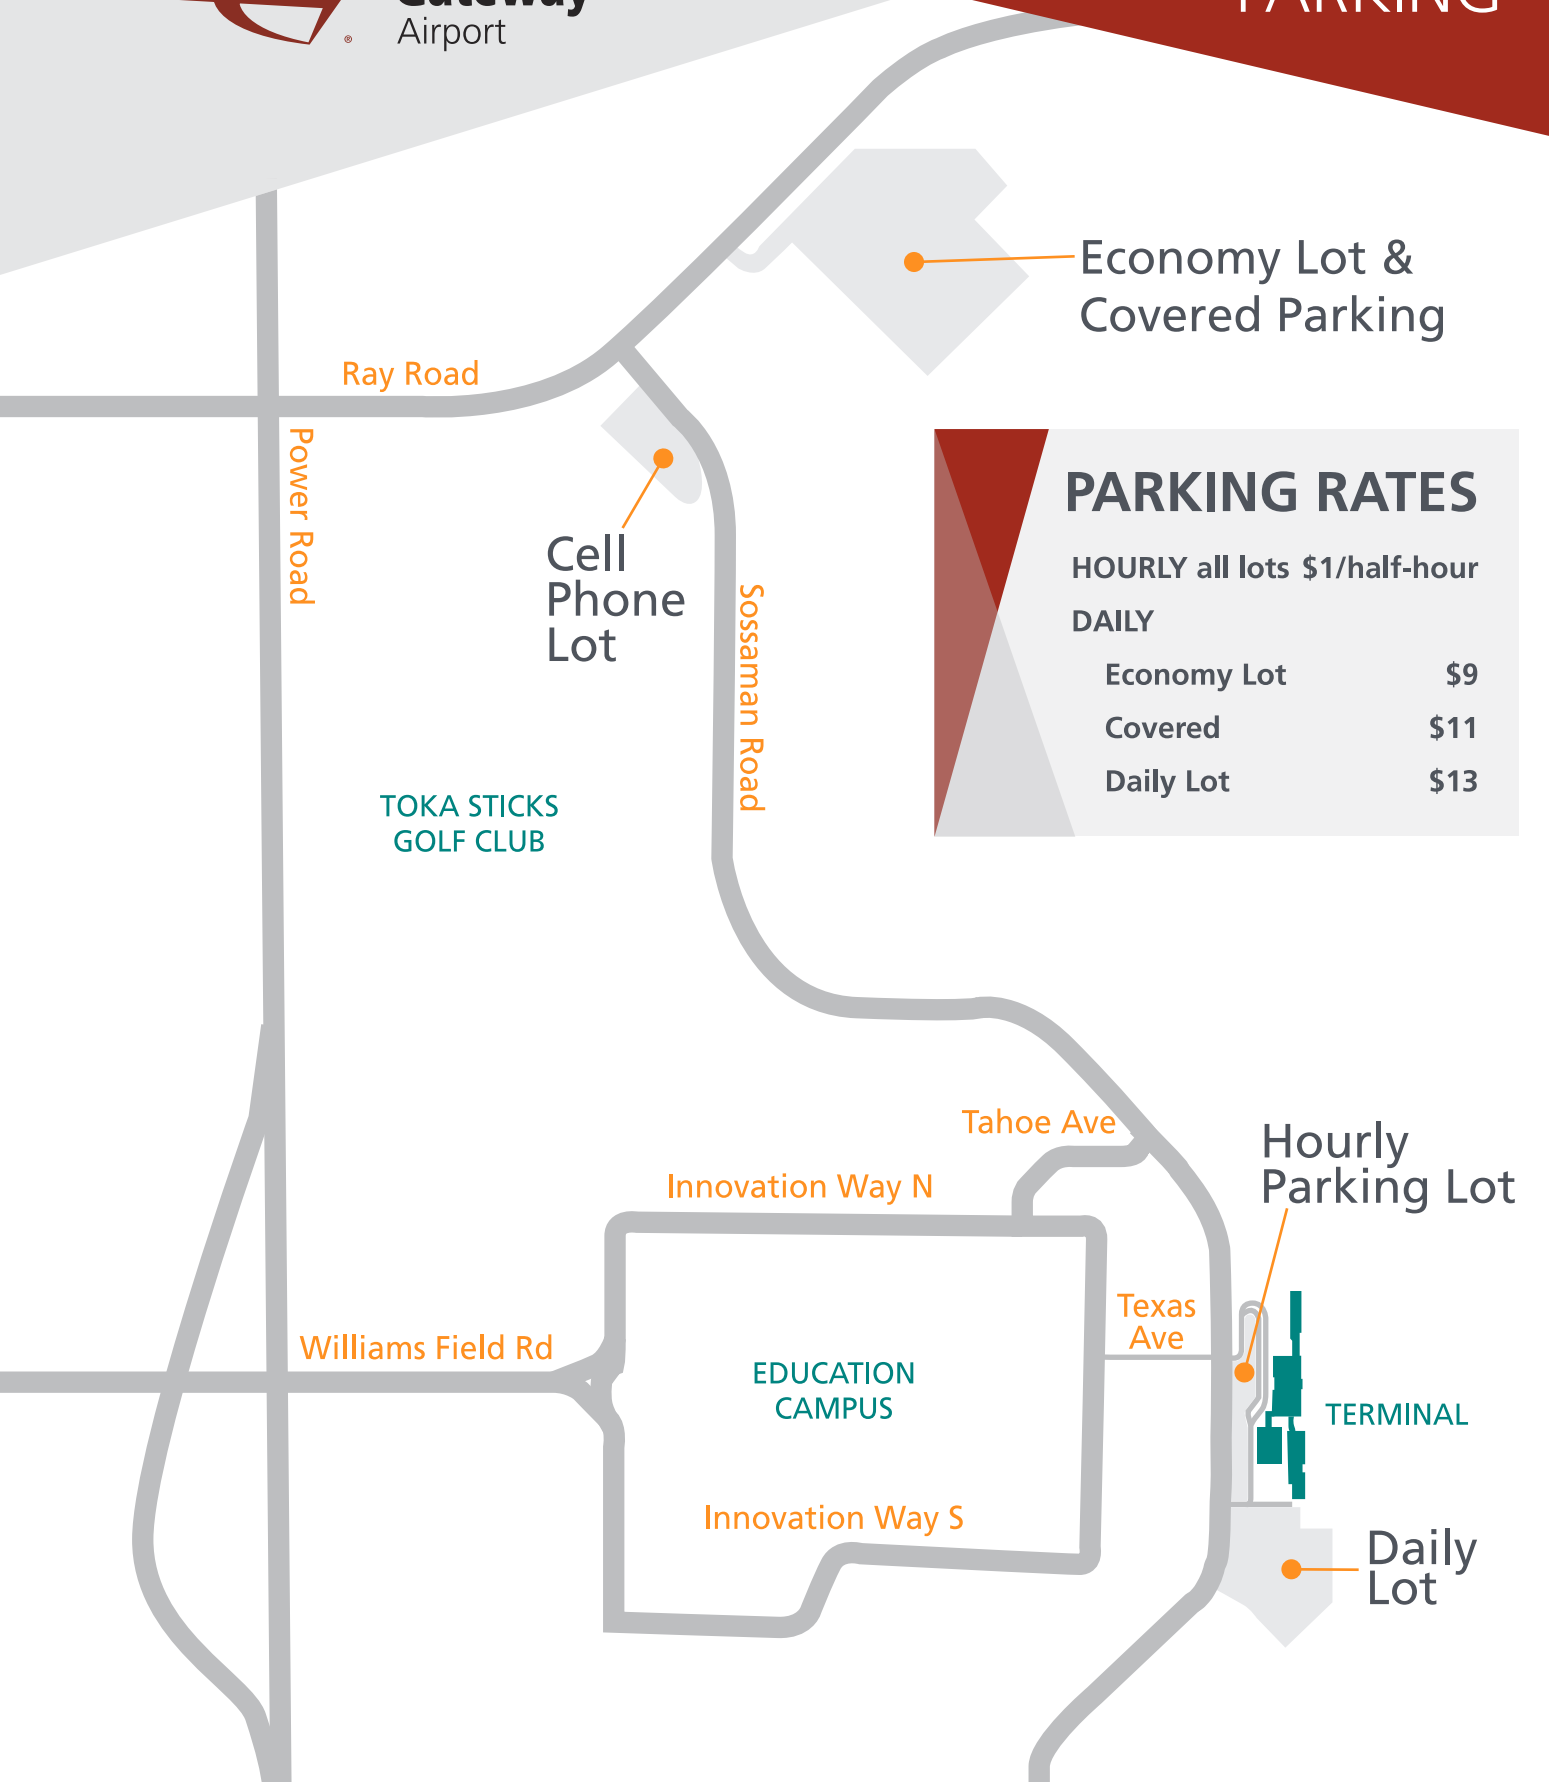 Gateway
Airport
®
PARKING
Economy Lot &
Covered Parking
Ray Road
Power Road
Cell
Phone
Lot
Sossaman Road
PARKING RATES
HOURLY all lots $1/half-hour
DAILY
Economy Lot $9
Covered $11
Daily Lot $13
TOKA STICKS
GOLF CLUB
Tahoe Ave
Hourly
Parking Lot
Innovation Way N
Texas
Ave
Williams Field Rd
EDUCATION
CAMPUS
TERMINAL
Innovation Way S
Daily
Lot